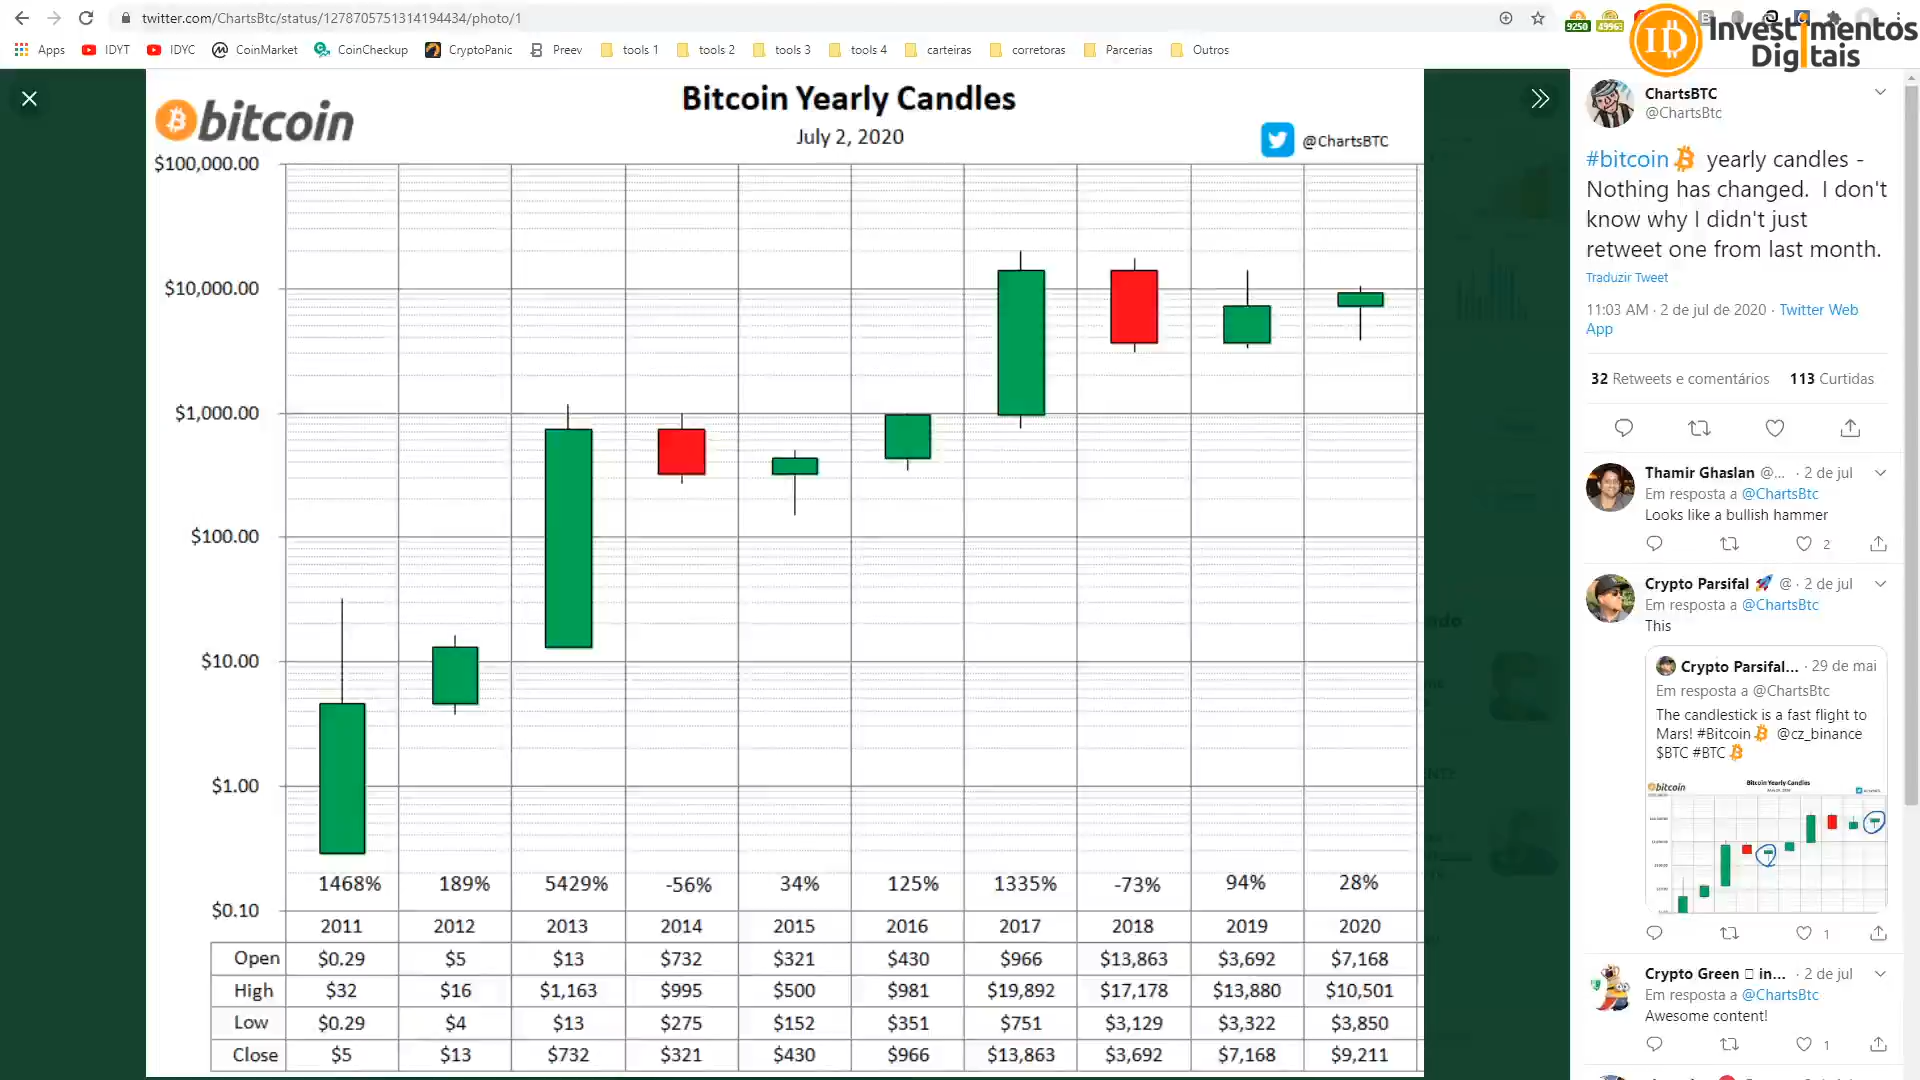 twitter.com/ChartsBtc/status/1278705751314194434/photo/1
Apps IDYT IDYC CoinMarket CoinCheckup CryptoPanic Preev tools 1 tools 2 tools 3 tools 4 carteiras corretoras Parcerias Outros
9250 4996
Investimentos
Digitais
bitcoin
Bitcoin Yearly Candles
July 2, 2020
@ChartsBTC
$100,000.00
$10,000.00
$1,000.00
$100.00
$10.00
$1.00
$0.10
1468% 189% 5429% -56% 34% 125% 1335% -73% 94% 28%
2011 2012 2013 2014 2015 2016 2017 2018 2019 2020
Open $0.29 $5 $13 $732 $321 $430 $966 $13,863 $3,692 $7,168
High $32 $16 $1,163 $995 $500 $981 $19,892 $17,178 $13,880 $10,501
Low $0.29 $4 $13 $275 $152 $351 $751 $3,129 $3,322 $3,850
Close $5 $13 $732 $321 $430 $966 $13,863 $3,692 $7,168 $9,211
ChartsBTC
@ChartsBtc
#bitcoin yearly candles -
Nothing has changed. I don't
know why I didn't just
retweet one from last month.
Traduzir Tweet
11:03 AM · 2 de jul de 2020 · Twitter Web
App
32 Retweets e comentários 113 Curtidas
Thamir Ghaslan @... · 2 de jul
Em resposta a @ChartsBtc
Looks like a bullish hammer
2
Crypto Parsifal 🚀 @ · 2 de jul
Em resposta a @ChartsBtc
This
Crypto Parsifal... · 29 de mai
Em resposta a @ChartsBtc
The candlestick is a fast flight to
Mars! #Bitcoin @cz_binance
$BTC #BTC
bitcoin
Bitcoin Yearly Candles
1
Crypto Green in... · 2 de jul
Em resposta a @ChartsBtc
Awesome content!
1